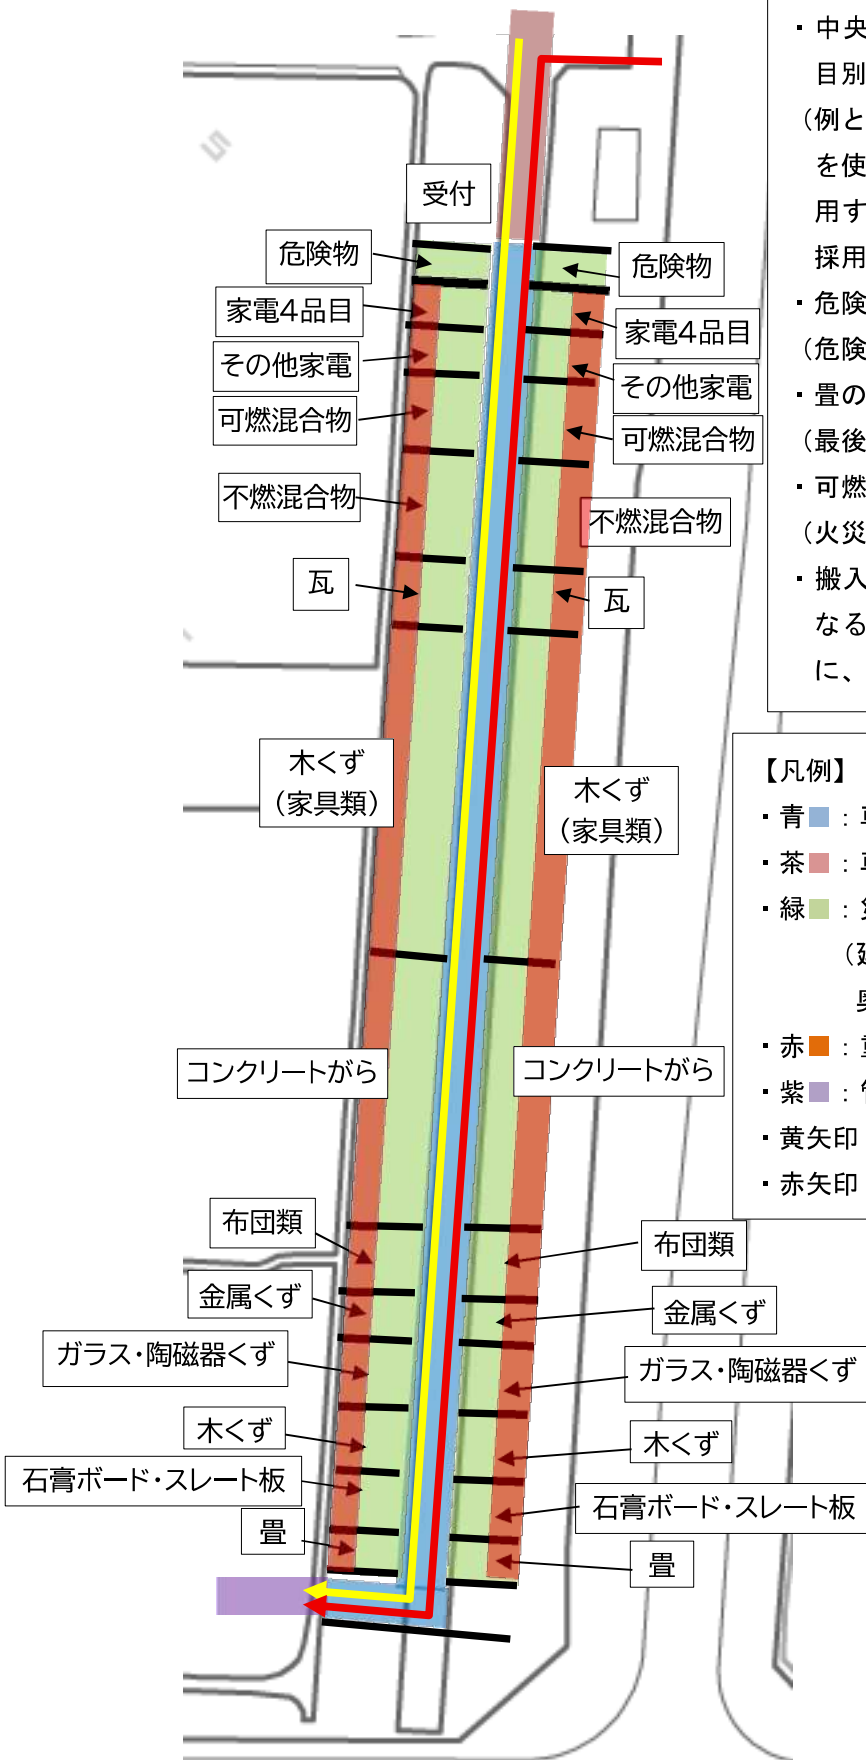 ・中央
目別
（例と
を使
用す
採用
・危険
（危険
・畳の
（最後
・可燃
（火災
・搬入
なる
に、
受付
危険物
危険物
家電4品目
家電4品目
その他家電
その他家電
可燃混合物
可燃混合物
不燃混合物
不燃混合物
瓦
瓦
木くず
（家具類）
木くず
（家具類）
【凡例】
・青■：
・茶■：
・緑■：
・赤■：
・紫■：
・黄矢印
・赤矢印
コンクリートがら
コンクリートがら
布団類
布団類
金属くず
金属くず
ガラス・陶磁器くず
ガラス・陶磁器くず
木くず
木くず
石膏ボード・スレート板
石膏ボード・スレート板
畳
畳